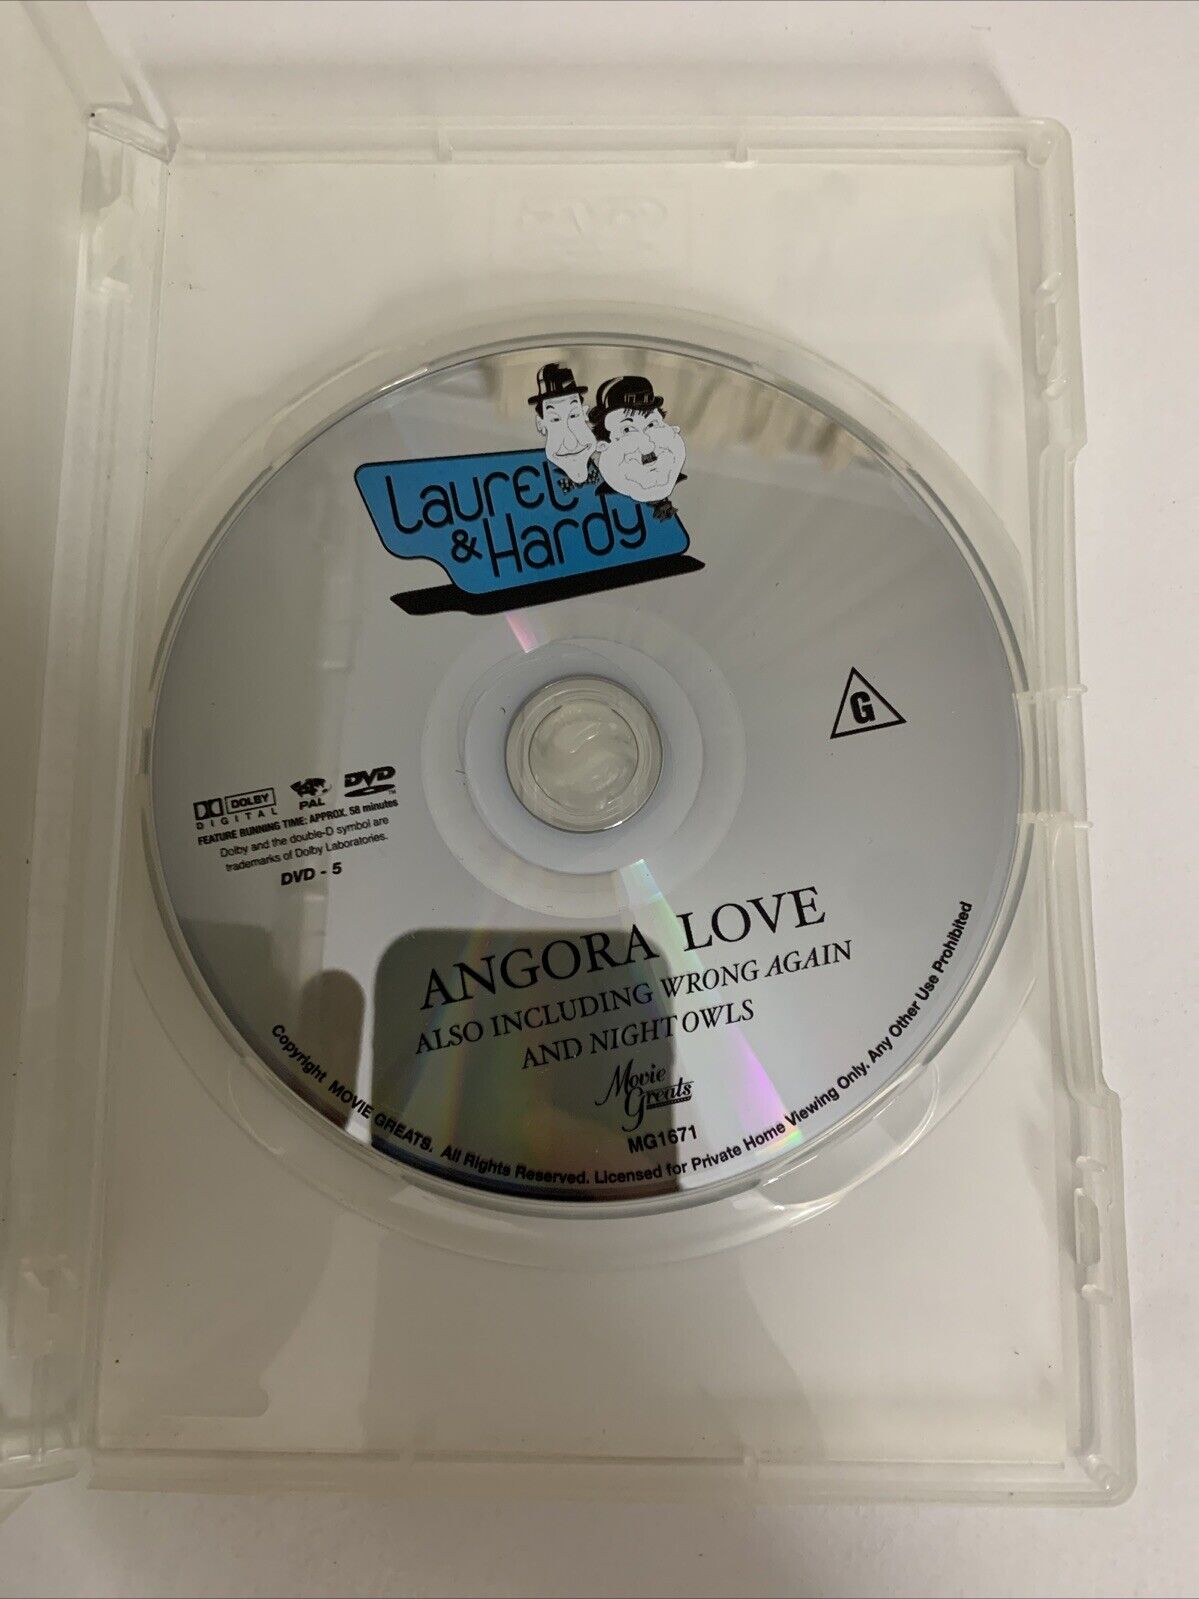 Laurel
& Hardy
G
DOLBY
DIGITAL
PAL
DVD
TM
FEATURE RUNNING TIME: APPROX. 58 minutes
Dolby and the double-D symbol are
trademarks of Dolby Laboratories.
DVD - 5
ANGORA LOVE
ALSO INCLUDING WRONG AGAIN
AND NIGHT OWLS
Movie
Greats
MG1671
Copyright MOVIE GREATS. All Rights Reserved. Licensed for Private Home Viewing Only. Any Other Use Prohibited